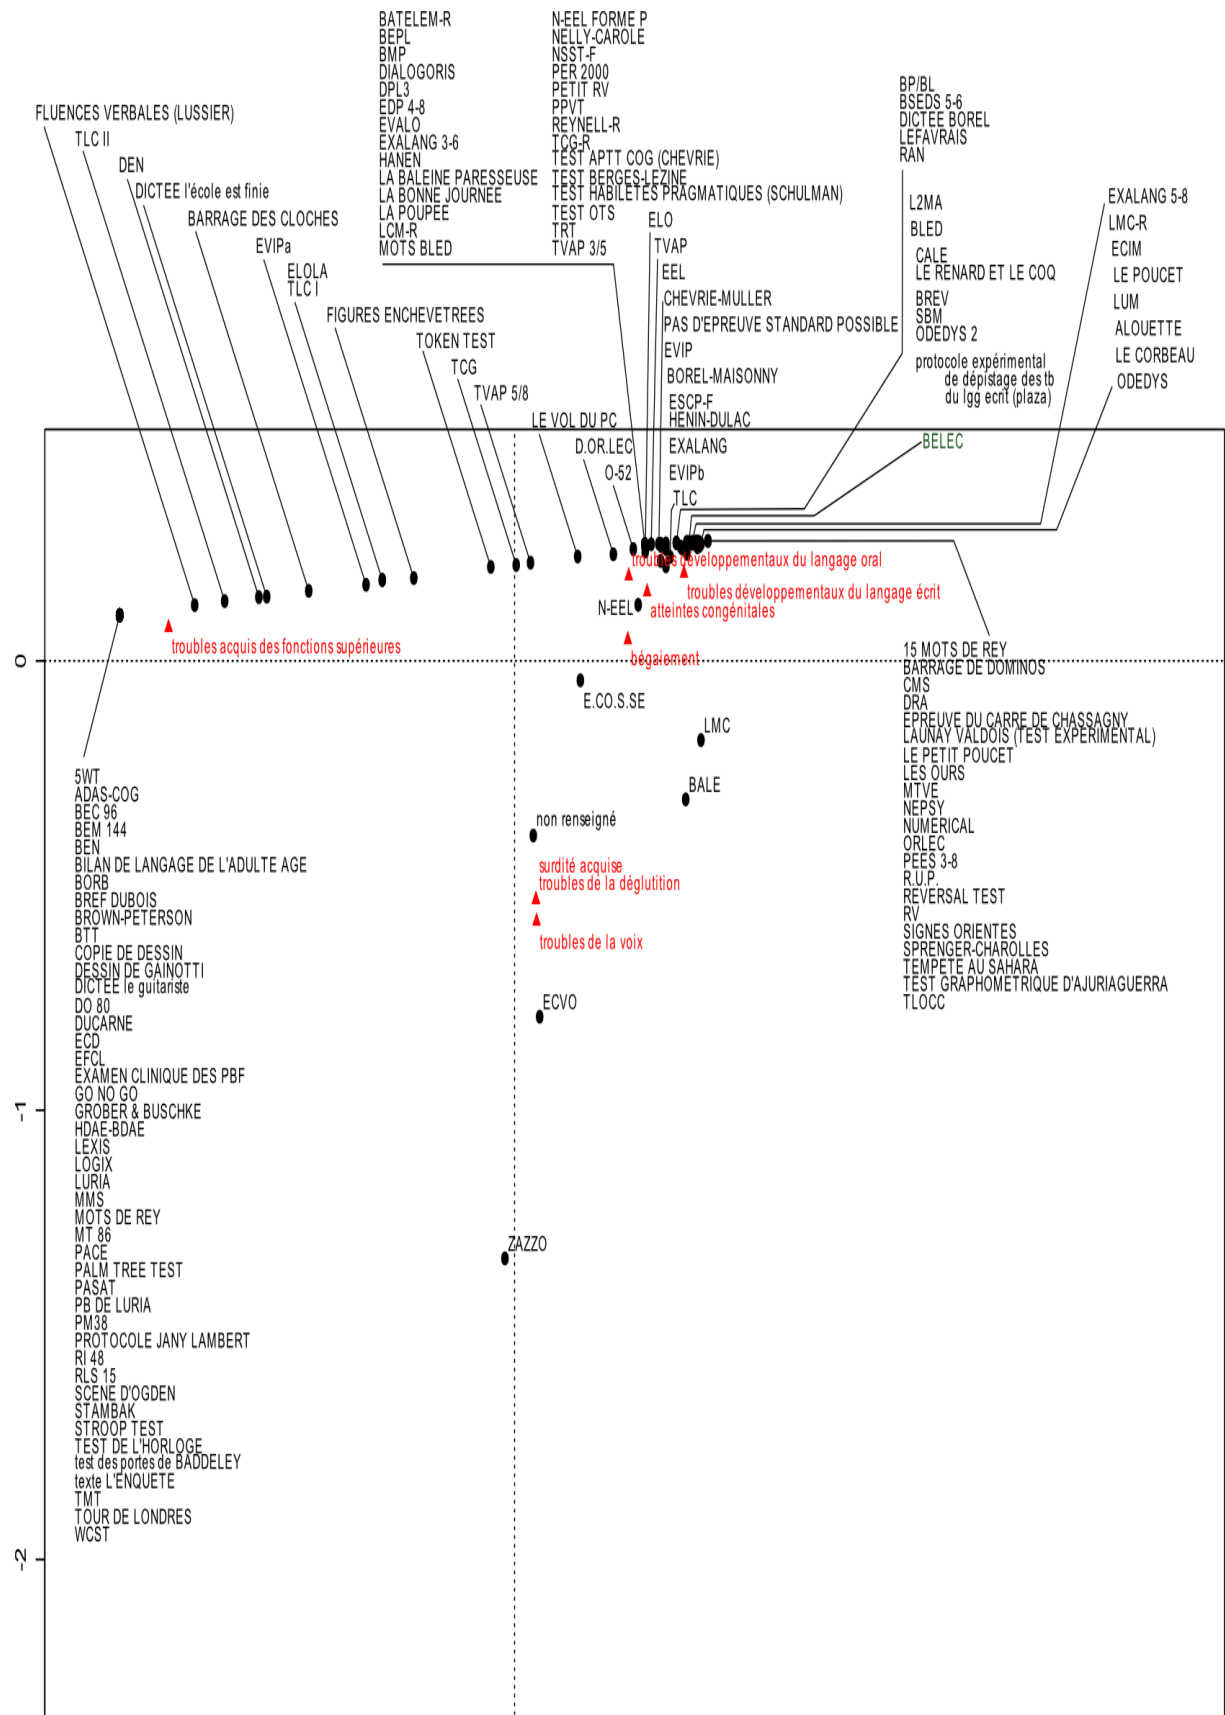 BATELEM-R
BEPL
BMP
DIALOGORIS
DPL3
EDP 4-8
EVALO
EXALANG 3-6
HANEN
LA BALEINE PARESSEUSE
LA BONNE JOURNEE
LA POUPEE
LCM-R
MOTS BLED
N-EEL FORME P
NELLY-CAROLE
NSST-F
PER 2000
PETIT RV
PPVT
REYNELL-R
TCG-R
TEST APTT COG (CHEVRIE)
TEST BERGES-LEZINE
TEST HABILETES PRAGMATIQUES (SCHULMAN)
TEST OTS
TRT
TVAP 3/5
BP/BL
BSEDS 5-6
DICTEE BOREL
LEFAVRAIS
RAN
FLUENCES VERBALES (LUSSIER)
TLC II
DEN
DICTEE l'école est finie
BARRAGE DES CLOCHES
EVIPa
ELOLA
TLC I
FIGURES ENCHEVETREES
TOKEN TEST
TCG
TVAP 5/8
LE VOL DU PC
D.OR.LEC
O-52
ELO
TVAP
EEL
CHEVRIE-MULLER
PAS D'EPREUVE STANDARD POSSIBLE
EVIP
BOREL-MAISONNY
ESCP-F
HENIN-DULAC
EXALANG
EVIPb
TLC
L2MA
BLED
CALE
LE RENARD ET LE COQ
BREV
SBM
ODEDYS 2
protocole expérimental
de dépistage des tb
du lgg ecrit (plaza)
BELEC
EXALANG 5-8
LMC-R
ECIM
LE POUCET
LUM
ALOUETTE
LE CORBEAU
ODEDYS
troubles développementaux du langage oral
troubles développementaux du langage écrit
N-EEL
atteintes congénitales
troubles acquis des fonctions supérieures
bégaiement
0
E.CO.S.SE
LMC
BALE
non renseigné
surdité acquise
troubles de la déglutition
troubles de la voix
ECVO
ZAZZO
-1
-2
15 MOTS DE REY
BARRAGE DE DOMINOS
CMS
DRA
EPREUVE DU CARRE DE CHASSAGNY
LAUNAY VALDOIS (TEST EXPERIMENTAL)
LE PETIT POUCET
LES OURS
MTVE
NEPSY
NUMERICAL
ORLEC
PEES 3-8
R.U.P.
REVERSAL TEST
RV
SIGNES ORIENTES
SPRENGER-CHAROLLES
TEMPETE AU SAHARA
TEST GRAPHOMETRIQUE D'AJURIAGUERRA
TLOCC
5WT
ADAS-COG
BEC 96
BEM 144
BEN
BILAN DE LANGAGE DE L'ADULTE AGE
BORB
BREF DUBOIS
BROWN-PETERSON
BTT
COPIE DE DESSIN
DESSIN DE GAINOTTI
DICTEE le guitariste
DO 80
DUCARNE
ECD
EFCL
EXAMEN CLINIQUE DES PBF
GO NO GO
GROBER & BUSCHKE
HDAE-BDAE
LEXIS
LOGIX
LURIA
MMS
MOTS DE REY
MT 86
PACE
PALM TREE TEST
PASAT
PB DE LURIA
PM38
PROTOCOLE JANY LAMBERT
RI 48
RLS 15
SCENE D'OGDEN
STAMBAK
STROOP TEST
TEST DE L'HORLOGE
test des portes de BADDELEY
texte L'ENQUETE
TMT
TOUR DE LONDRES
WCST